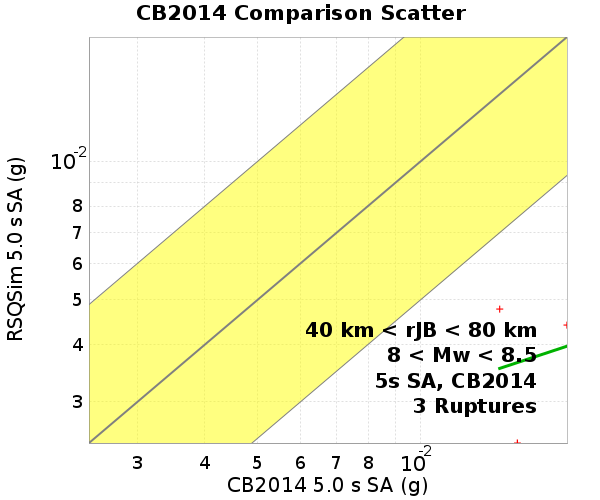 CB2014 Comparison Scatter
RSQSim 5.0 s SA (g)
10-2
8
7
6
5
4
3
40 km < rJB < 80 km
8 < Mw < 8.5
5s SA, CB2014
3 Ruptures
3 4 5 6 7 8 10-2
CB2014 5.0 s SA (g)